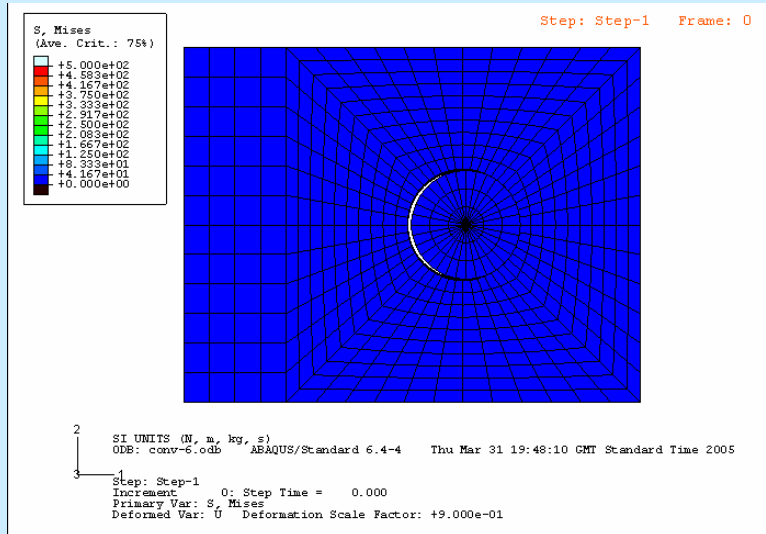 Step: Step-1 Frame: 0
S, Mises
(Ave. Crit.: 75%)
+5.000e+02
+4.583e+02
+4.167e+02
+3.750e+02
+3.333e+02
+2.917e+02
+2.500e+02
+2.083e+02
+1.667e+02
+1.250e+02
+8.333e+01
+4.167e+01
+0.000e+00
2
3 1
SI UNITS (N, m, kg, s)
ODB: conv-6.odb ABAQUS/Standard 6.4-4 Thu Mar 31 19:48:10 GMT Standard Time 2005
Step: Step-1
Increment 0: Step Time = 0.000
Primary Var: S, Mises
Deformed Var: U Deformation Scale Factor: +9.000e-01